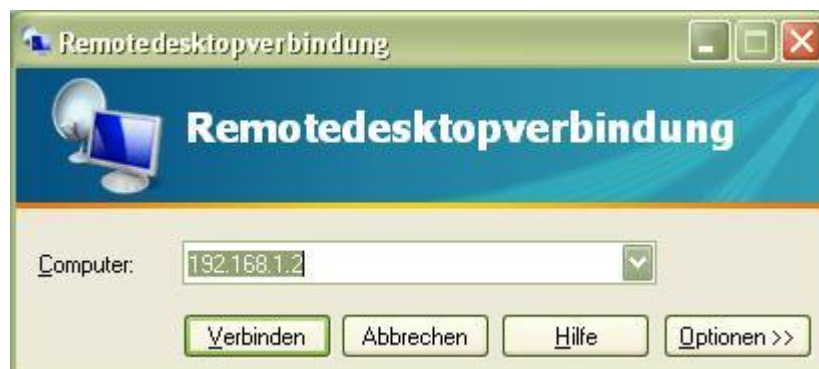 Remotedesktopverbindung
Remotedesktopverbindung
Computer: 192.168.1.2
Verbinden Abbrechen Hilfe Optionen >>